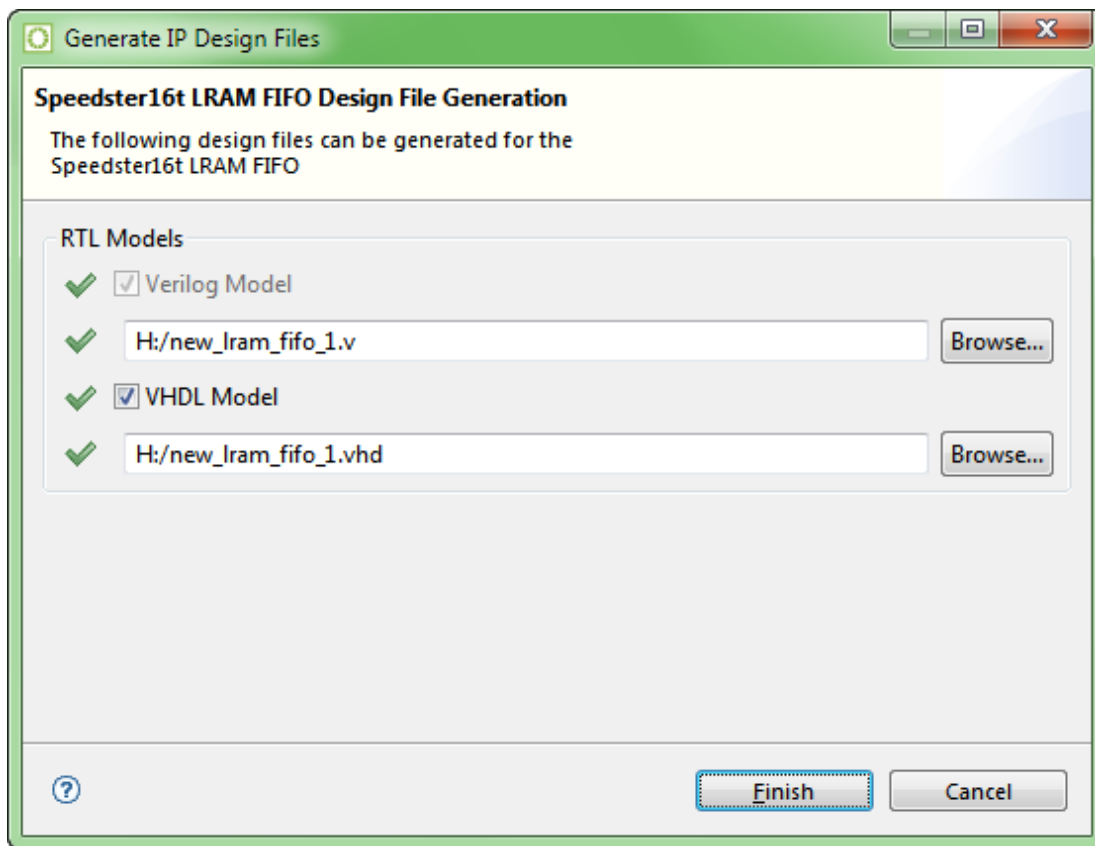 Generate IP Design Files
Speedster16t LRAM FIFO Design File Generation
The following design files can be generated for the
Speedster16t LRAM FIFO
RTL Models
Verilog Model
H:/new_lram_fifo_1.v
Browse...
VHDL Model
H:/new_lram_fifo_1.vhd
Browse...
?
Finish
Cancel